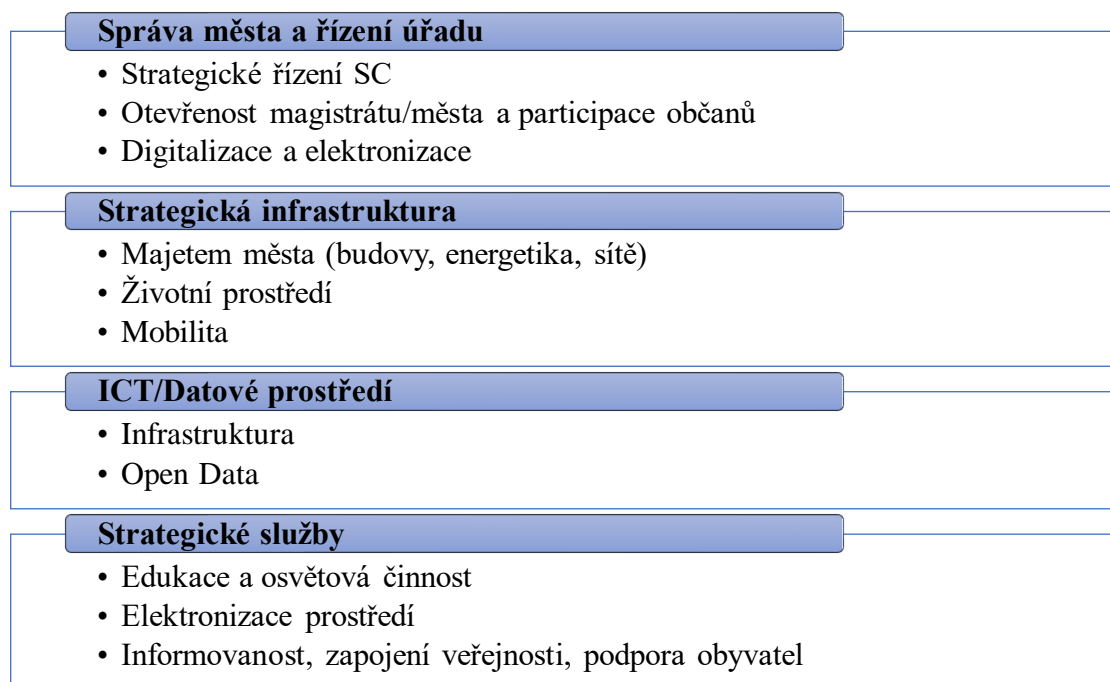 Správa města a řízení úřadu
• Strategické řízení SC
• Otevřenost magistrátu/města a participace občanů
• Digitalizace a elektronizace
Strategická infrastruktura
• Majetem města (budovy, energetika, sítě)
• Životní prostředí
• Mobilita
ICT/Datové prostředí
• Infrastruktura
• Open Data
Strategické služby
• Edukace a osvětová činnost
• Elektronizace prostředí
• Informovanost, zapojení veřejnosti, podpora obyvatel